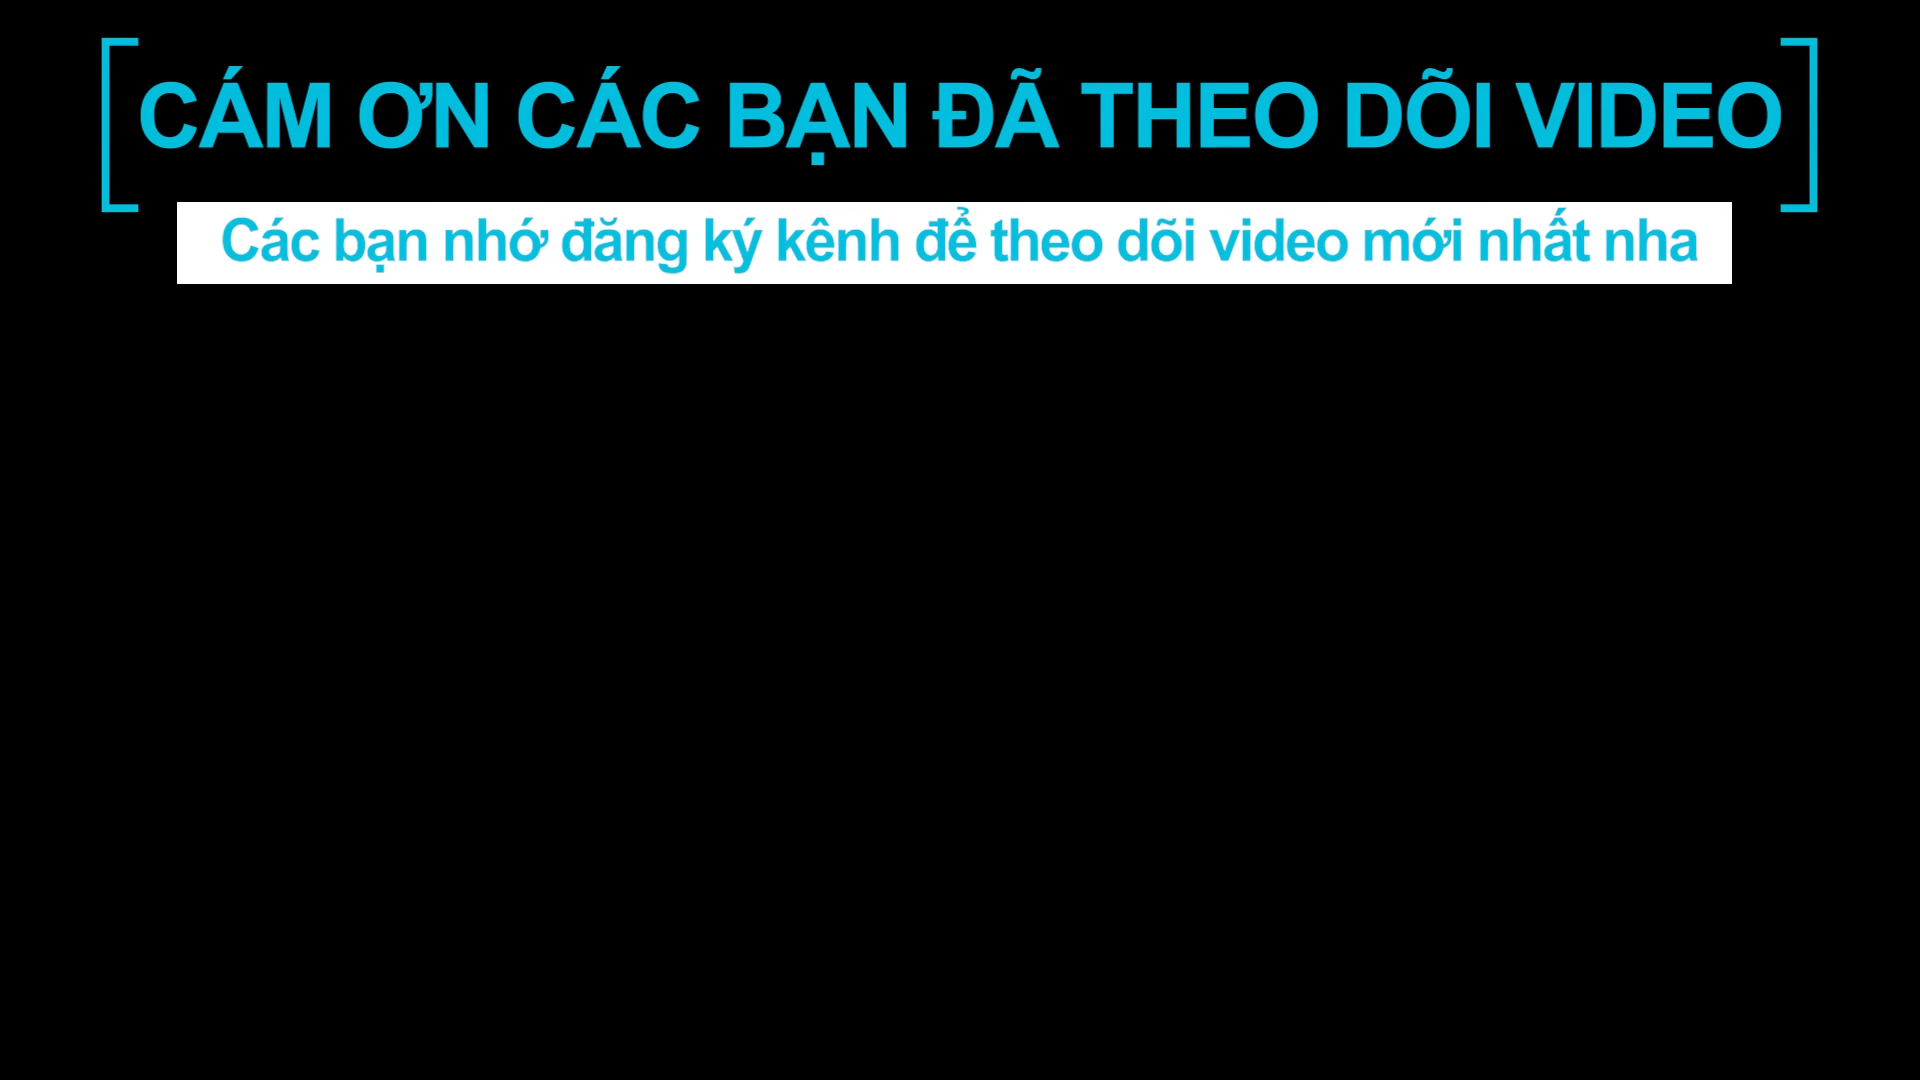 CÁM ƠN CÁC BẠN ĐÃ THEO DÕI VIDEO
Các bạn nhớ đăng ký kênh để theo dõi video mới nhất nha